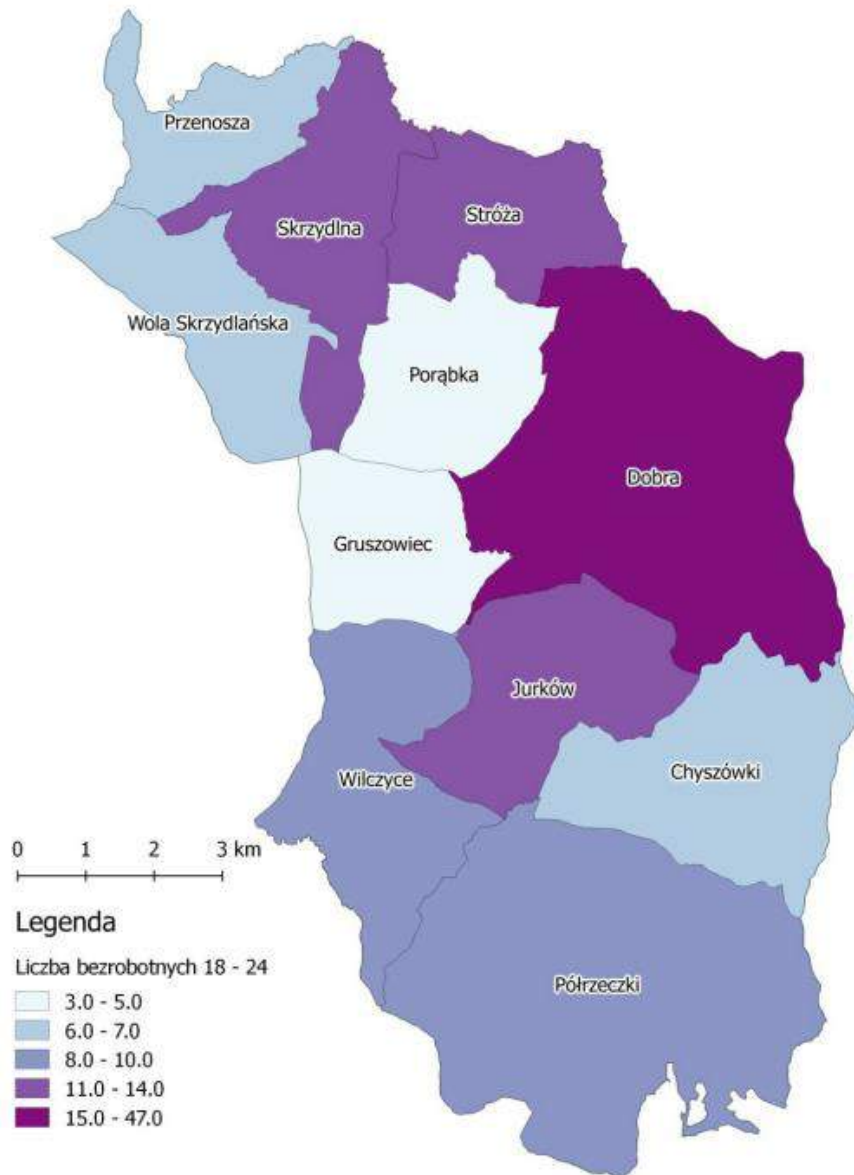 Przenosza
Skrzydlna
Stróża
Wola Skrzydlańska
Porąbka
Dobra
Gruszowiec
Jurków
Chyszówki
Wilczyce
Półrzeczki
0 1 2 3 km
Legenda
Liczba bezrobotnych 18 - 24
3.0 - 5.0
6.0 - 7.0
8.0 - 10.0
11.0 - 14.0
15.0 - 47.0